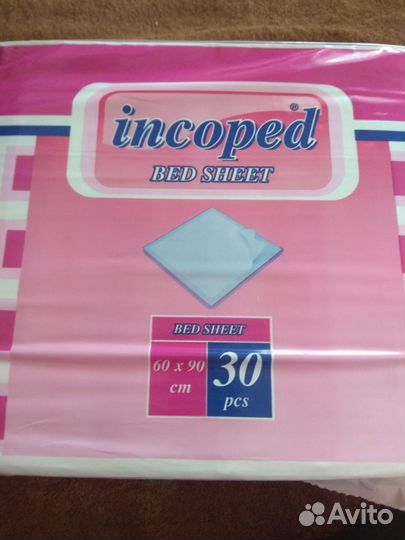 incoped®
BED SHEET
BED SHEET
60 x 90
cm
30
pcs
Avito